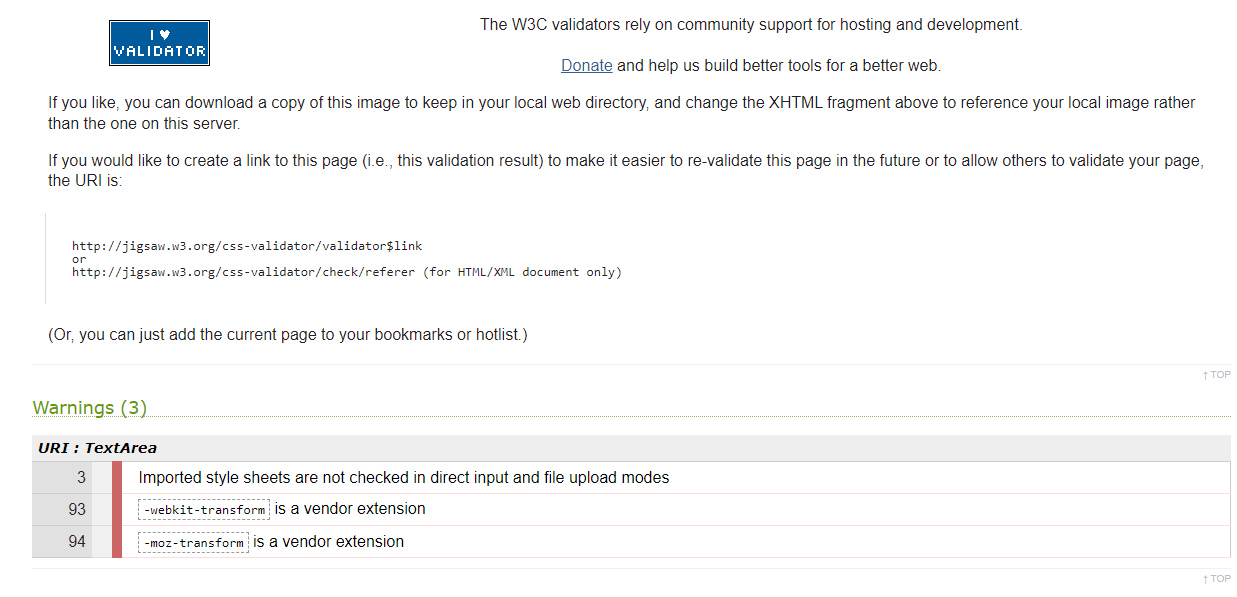 I ♥
VALIDATOR
The W3C validators rely on community support for hosting and development.
Donate and help us build better tools for a better web.
If you like, you can download a copy of this image to keep in your local web directory, and change the XHTML fragment above to reference your local image rather
than the one on this server.
If you would like to create a link to this page (i.e., this validation result) to make it easier to re-validate this page in the future or to allow others to validate your page,
the URI is:
http://jigsaw.w3.org/css-validator/validator$link
or
http://jigsaw.w3.org/css-validator/check/referer (for HTML/XML document only)
(Or, you can just add the current page to your bookmarks or hotlist.)
↑ TOP
Warnings (3)
URI : TextArea
3 Imported style sheets are not checked in direct input and file upload modes
93 -webkit-transform is a vendor extension
94 -moz-transform is a vendor extension
↑ TOP